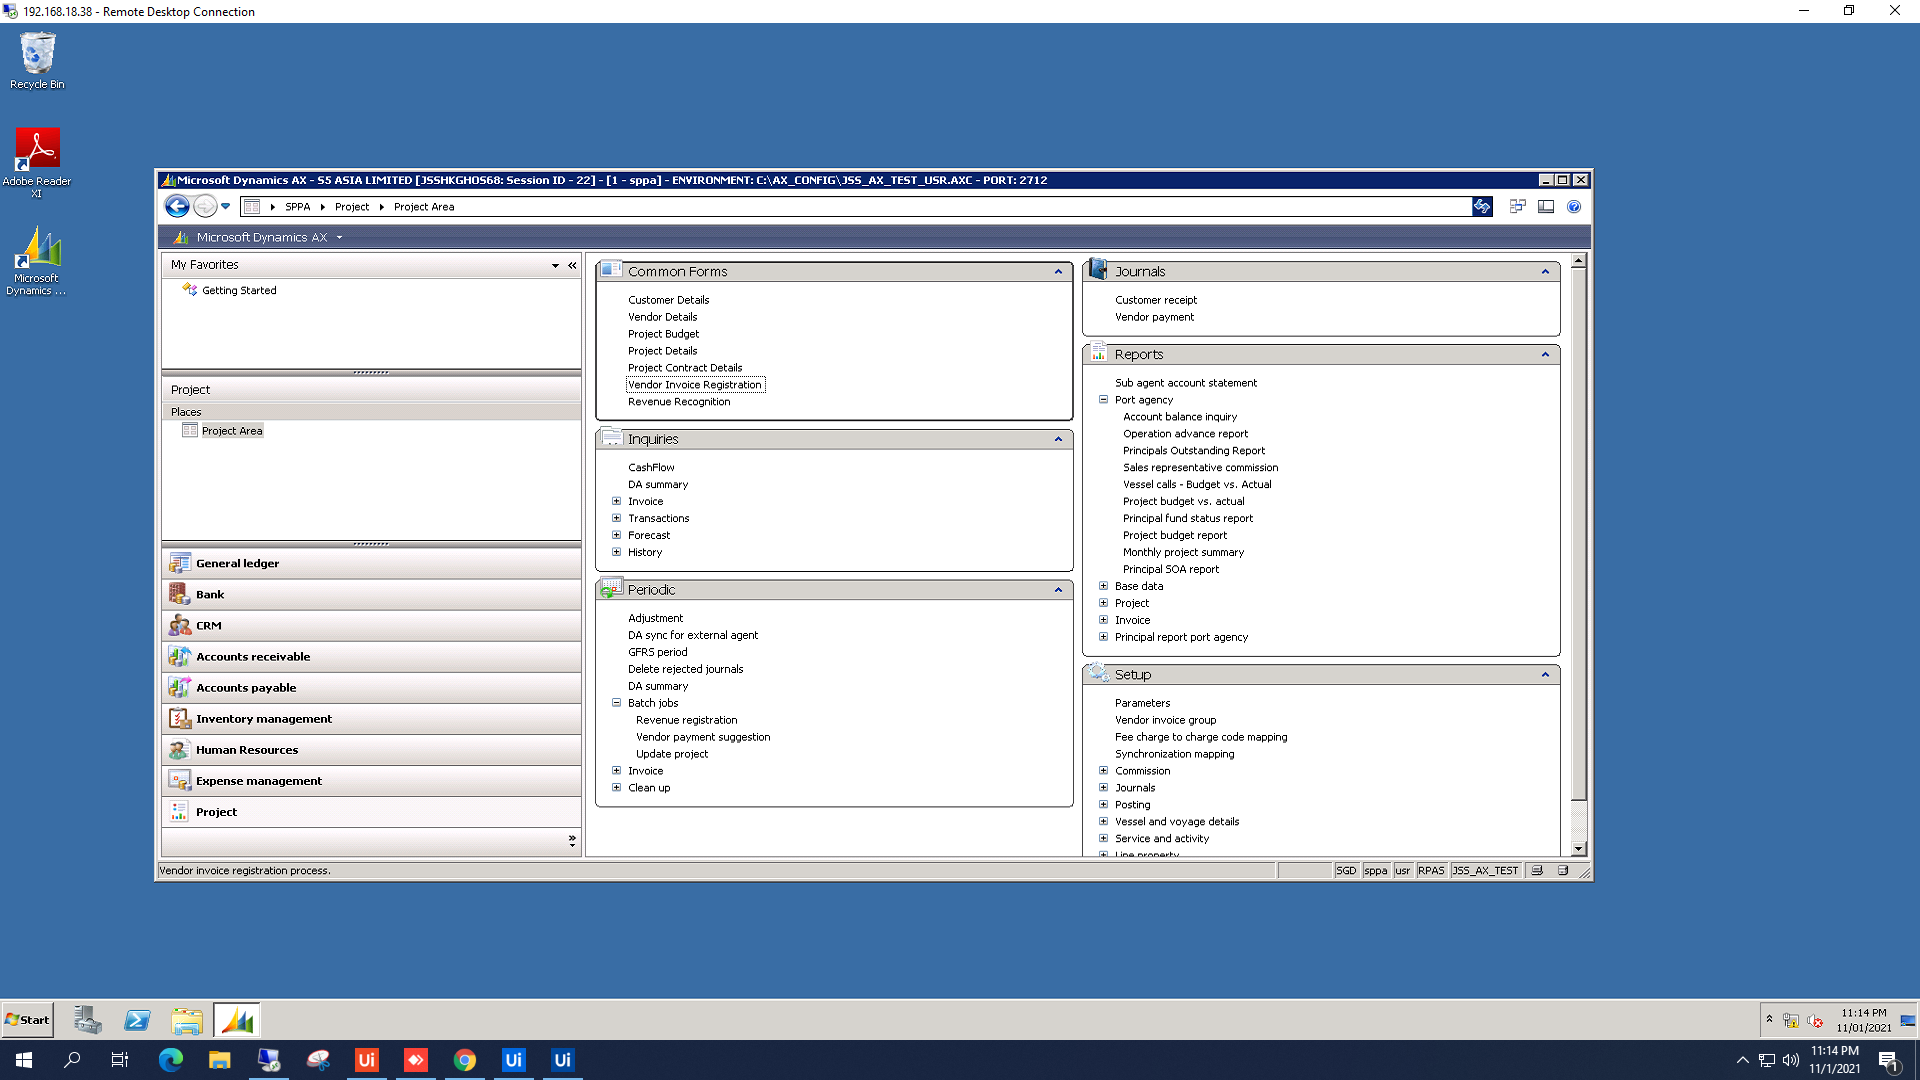 192.168.18.38 - Remote Desktop Connection
Recycle Bin
Adobe Reader
XI
Microsoft
Dynamics ...
Microsoft Dynamics AX - S5 ASIA LIMITED [JSSHKGHOS68: Session ID - 22] - [1 - sppa] - ENVIRONMENT: C:\AX_CONFIG\JSS_AX_TEST_USR.AXC - PORT: 2712
SPPA
Project
Project Area
Microsoft Dynamics AX
My Favorites
Getting Started
Project
Places
Project Area
General ledger
Bank
CRM
Accounts receivable
Accounts payable
Inventory management
Human Resources
Expense management
Project
Common Forms
Customer Details
Vendor Details
Project Budget
Project Details
Project Contract Details
Vendor Invoice Registration
Revenue Recognition
Inquiries
CashFlow
DA summary
Invoice
Transactions
Forecast
History
Periodic
Adjustment
DA sync for external agent
GFRS period
Delete rejected journals
DA summary
Batch jobs
Revenue registration
Vendor payment suggestion
Update project
Invoice
Clean up
Journals
Customer receipt
Vendor payment
Reports
Sub agent account statement
Port agency
Account balance inquiry
Operation advance report
Principals Outstanding Report
Sales representative commission
Vessel calls - Budget vs. Actual
Project budget vs. actual
Principal fund status report
Project budget report
Monthly project summary
Principal SOA report
Base data
Project
Invoice
Principal report port agency
Setup
Parameters
Vendor invoice group
Fee charge to charge code mapping
Synchronization mapping
Commission
Journals
Posting
Vessel and voyage details
Service and activity
Line property
Vendor invoice registration process.
SGD
sppa
usr
RPAS
JSS_AX_TEST
Start
11:14 PM
11/01/2021
Ui
Ui
Ui
11:14 PM
11/1/2021
1